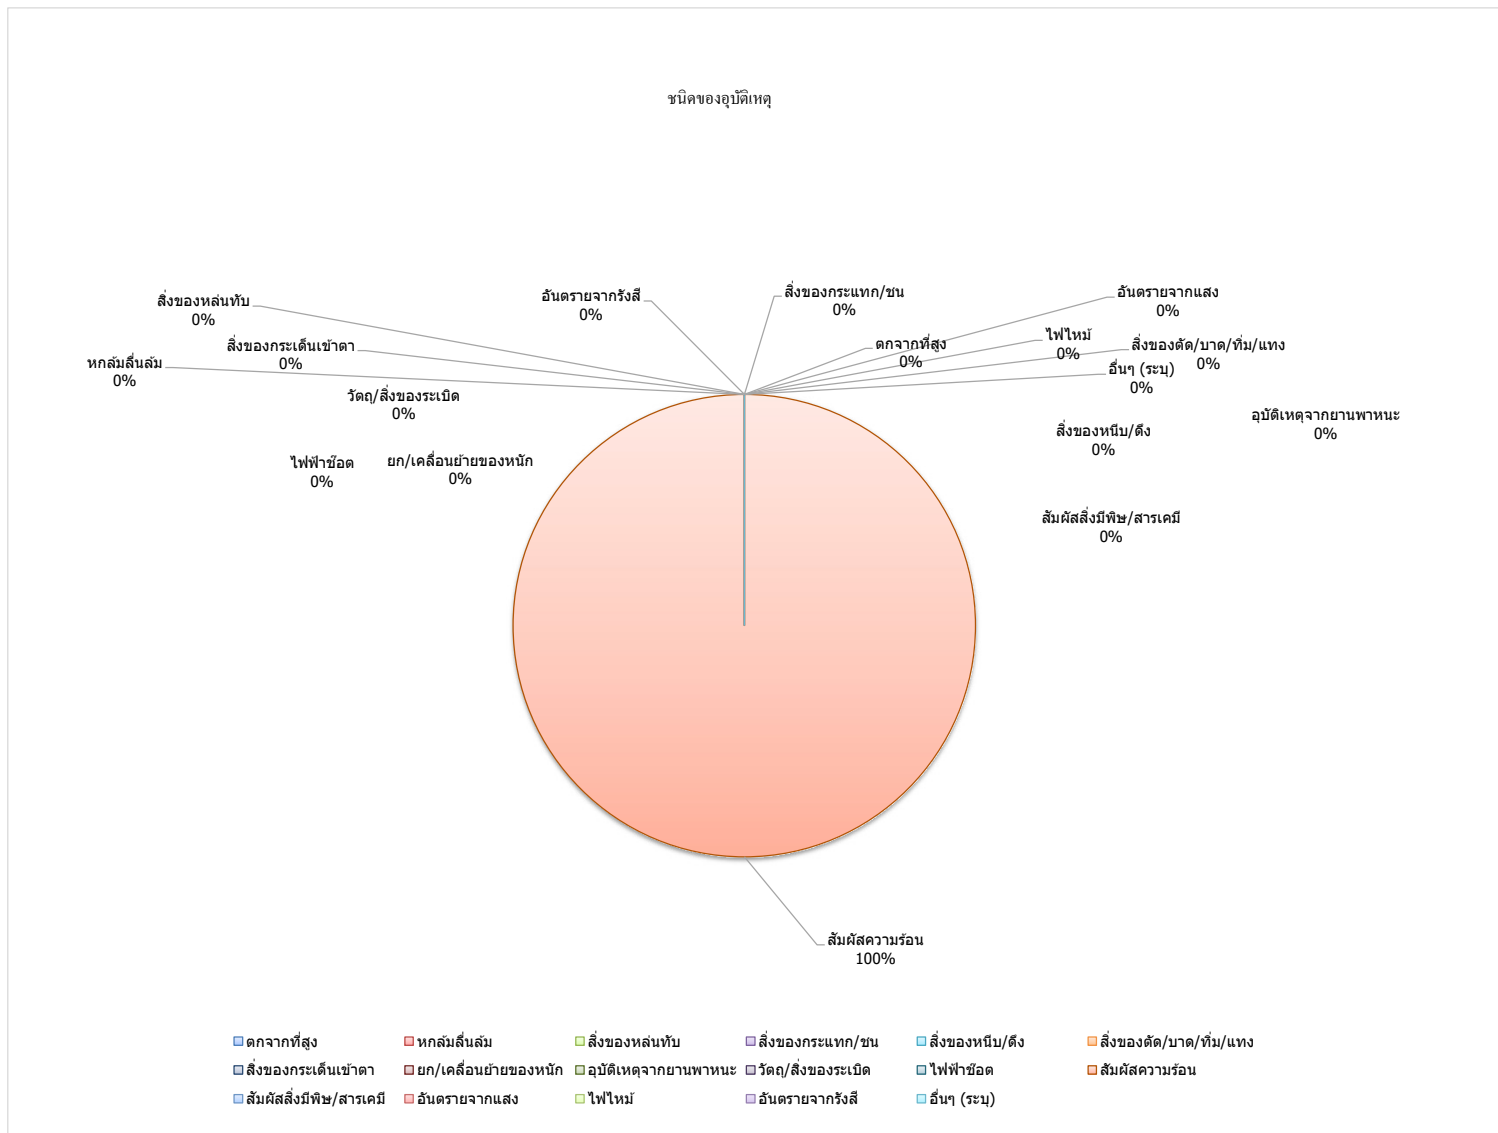 ชนิดของอุบัติเหตุ
สิ่งของหล่นทับ
0%
อันตรายจากรังสี
0%
สิ่งของกระแทก/ชน
0%
อันตรายจากแสง
0%
หกล้มลื่นล้ม
0%
สิ่งของกระเด็นเข้าตา
0%
ตกจากที่สูง
0%
ไฟไหม้
0%
สิ่งของตัด/บาด/ทิ่ม/แทง
0%
อื่นๆ (ระบุ)
0%
วัตถุ/สิ่งของระเบิด
0%
สิ่งของหนีบ/ดึง
0%
อุบัติเหตุจากยานพาหนะ
0%
ไฟฟ้าช๊อต
0%
ยก/เคลื่อนย้ายของหนัก
0%
สัมผัสสิ่งมีพิษ/สารเคมี
0%
สัมผัสความร้อน
100%
ตกจากที่สูง หกล้มลื่นล้ม สิ่งของหล่นทับ สิ่งของกระแทก/ชน สิ่งของหนีบ/ดึง สิ่งของตัด/บาด/ทิ่ม/แทง
สิ่งของกระเด็นเข้าตา ยก/เคลื่อนย้ายของหนัก อุบัติเหตุจากยานพาหนะ วัตถุ/สิ่งของระเบิด ไฟฟ้าช๊อต สัมผัสความร้อน
สัมผัสสิ่งมีพิษ/สารเคมี อันตรายจากแสง ไฟไหม้ อันตรายจากรังสี อื่นๆ (ระบุ)